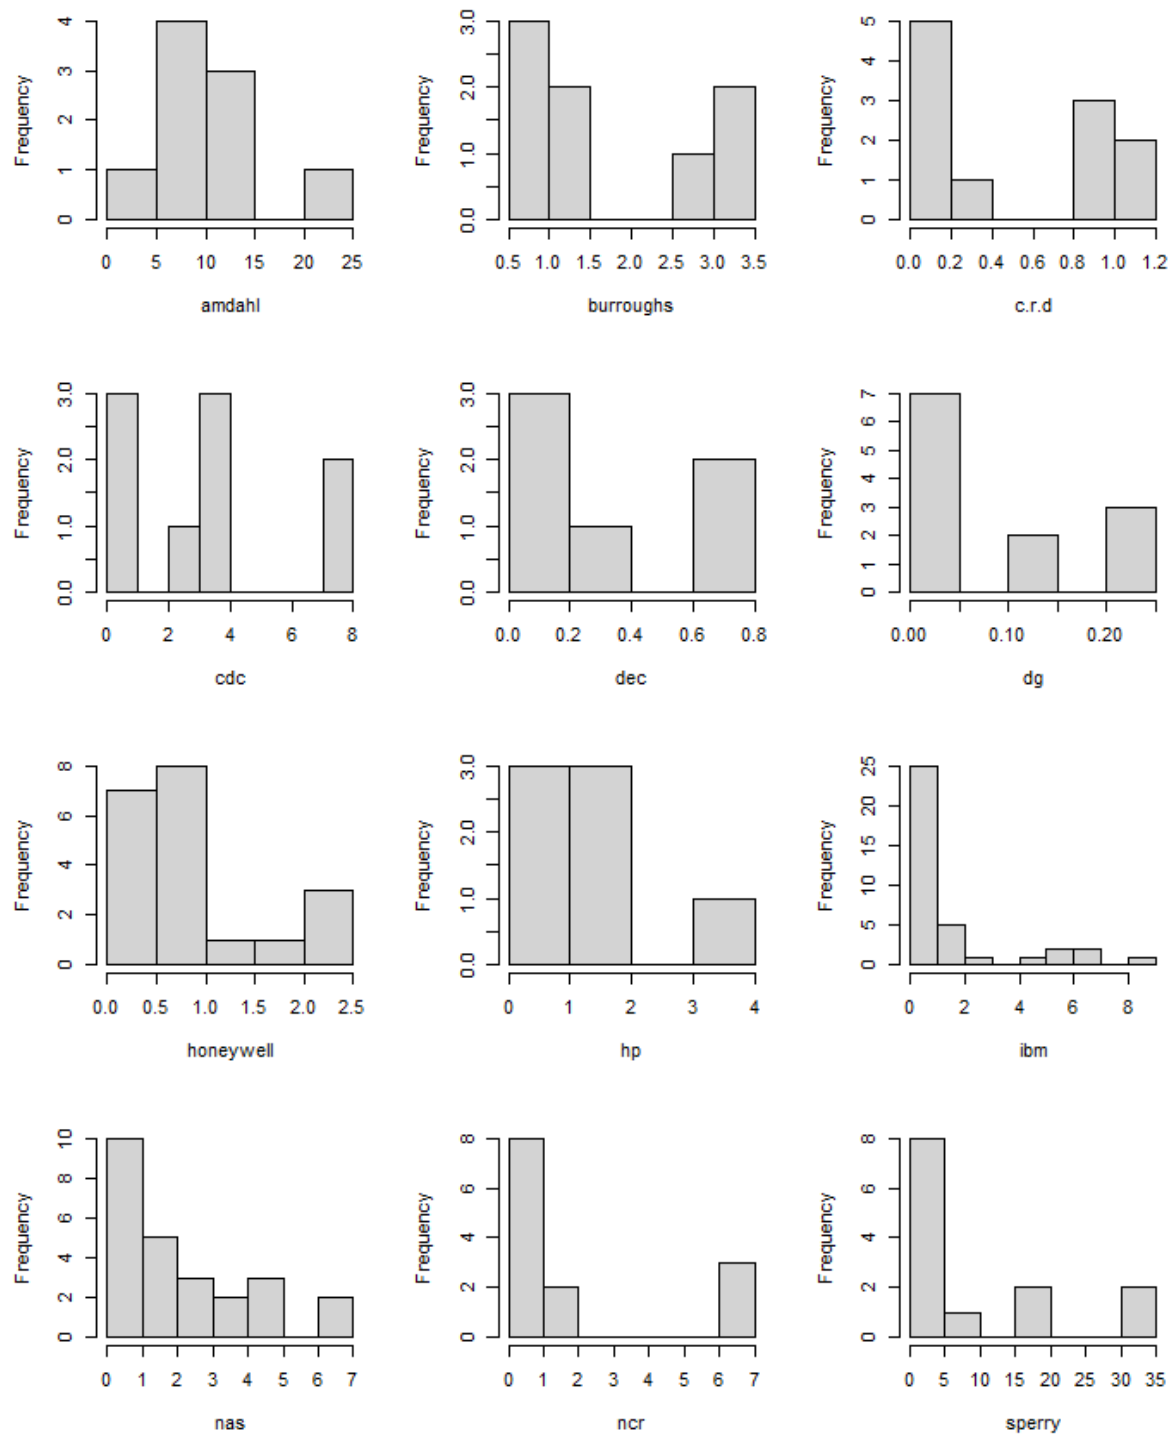 Frequency
0 1 2 3 4
0 5 10 15 20 25
amdahl
Frequency
0.0 1.0 2.0 3.0
0.5 1.0 1.5 2.0 2.5 3.0 3.5
burroughs
Frequency
0 1 2 3 4 5
0.0 0.2 0.4 0.6 0.8 1.0 1.2
c.r.d
Frequency
0.0 1.0 2.0 3.0
0 2 4 6 8
cdc
Frequency
0.0 1.0 2.0 3.0
0.0 0.2 0.4 0.6 0.8
dec
Frequency
0 1 2 3 4 5 6 7
0.00 0.10 0.20
dg
Frequency
0 2 4 6 8
0.0 0.5 1.0 1.5 2.0 2.5
honeywell
Frequency
0.0 1.0 2.0 3.0
0 1 2 3 4
hp
Frequency
0 5 10 15 20 25
0 2 4 6 8
ibm
Frequency
0 2 4 6 8 10
0 1 2 3 4 5 6 7
nas
Frequency
0 2 4 6 8
0 1 2 3 4 5 6 7
ncr
Frequency
0 2 4 6 8
0 5 10 15 20 25 30 35
sperry